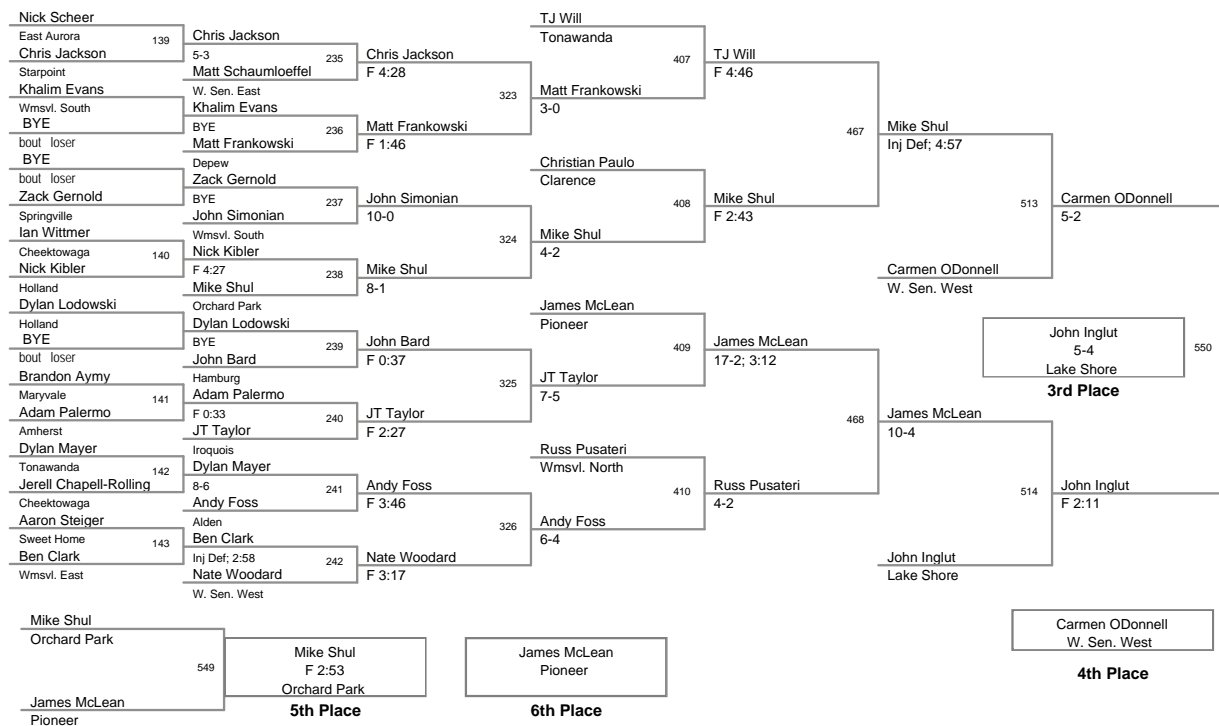 Nick Scheer
East Aurora
139
Chris Jackson
Starpoint
Khalim Evans
Wmsvl. South
BYE
bout loser
BYE
bout loser
Zack Gernold
Springville
Ian Wittmer
Cheektowaga
140
Nick Kibler
Holland
Dylan Lodowski
Holland
BYE
bout loser
Brandon Aymy
Maryvale
141
Adam Palermo
Amherst
Dylan Mayer
Tonawanda
142
Jerell Chapell-Rolling
Cheektowaga
Aaron Steiger
Sweet Home
143
Ben Clark
Wmsvl. East
Chris Jackson
5-3
235
Matt Schaumloeffel
W. Sen. East
Khalim Evans
BYE
236
Matt Frankowski
Depew
Zack Gernold
BYE
237
John Simonian
Wmsvl. South
Nick Kibler
F 4:27
238
Mike Shul
Orchard Park
Dylan Lodowski
BYE
239
John Bard
Hamburg
Adam Palermo
F 0:33
240
JT Taylor
Iroquois
Dylan Mayer
8-6
241
Andy Foss
Alden
Ben Clark
Inj Def; 2:58
242
Nate Woodard
W. Sen. West
Chris Jackson
F 4:28
323
Matt Frankowski
F 1:46
John Simonian
10-0
324
Mike Shul
8-1
John Bard
F 0:37
325
JT Taylor
F 2:27
Andy Foss
F 3:46
326
Nate Woodard
F 3:17
TJ Will
Tonawanda
407
Matt Frankowski
3-0
Christian Paulo
Clarence
408
Mike Shul
4-2
James McLean
Pioneer
409
JT Taylor
7-5
Russ Pusateri
Wmsvl. North
410
Andy Foss
6-4
TJ Will
F 4:46
467
Mike Shul
F 2:43
James McLean
17-2; 3:12
468
Russ Pusateri
4-2
Mike Shul
Inj Def; 4:57
513
Carmen ODonnell
W. Sen. West
James McLean
10-4
514
John Inglut
Lake Shore
Carmen ODonnell
5-2
John Inglut
5-4
Lake Shore
550
3rd Place
John Inglut
F 2:11
Carmen ODonnell
W. Sen. West
4th Place
Mike Shul
Orchard Park
549
James McLean
Pioneer
Mike Shul
F 2:53
Orchard Park
5th Place
James McLean
Pioneer
6th Place